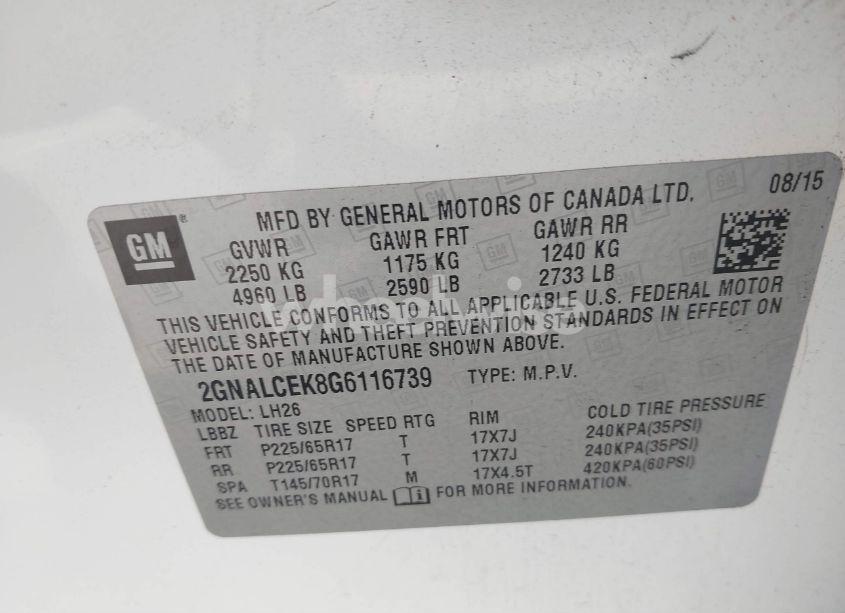 GM
®
MFD BY GENERAL MOTORS OF CANADA LTD. 08/15
GVWR GAWR FRT GAWR RR
2250 KG 1175 KG 1240 KG
4960 LB 2590 LB 2733 LB
THIS VEHICLE CONFORMS TO ALL APPLICABLE U.S. FEDERAL MOTOR
VEHICLE SAFETY AND THEFT PREVENTION STANDARDS IN EFFECT ON
THE DATE OF MANUFACTURE SHOWN ABOVE.
2GNALCEK8G6116739 TYPE: M.P.V.
MODEL: LH26
LBBZ TIRE SIZE SPEED RTG RIM COLD TIRE PRESSURE
FRT P225/65R17 T 17X7J 240KPA(35PSI)
RR P225/65R17 T 17X7J 240KPA(35PSI)
SPA T145/70R17 M 17X4.5T 420KPA(60PSI)
SEE OWNER'S MANUAL FOR MORE INFORMATION.